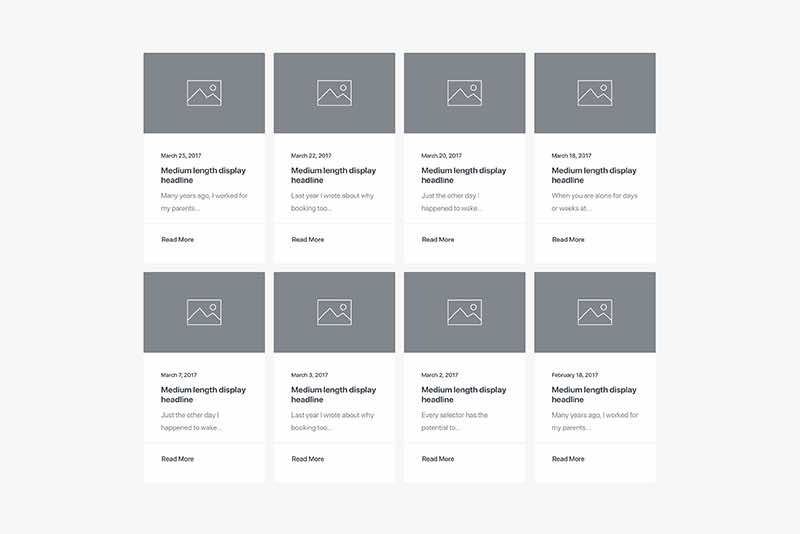 March 23, 2017
Medium length display
headline
Many years ago, I worked for
my parents...
Read More
March 22, 2017
Medium length display
headline
Last year I wrote about why
booking too...
Read More
March 20, 2017
Medium length display
headline
Just the other day I
happened to wake...
Read More
March 18, 2017
Medium length display
headline
When you are alone for days
or weeks at...
Read More
March 7, 2017
Medium length display
headline
Just the other day I
happened to wake...
Read More
March 3, 2017
Medium length display
headline
Last year I wrote about why
booking too...
Read More
March 2, 2017
Medium length display
headline
Every selector has the
potential to...
Read More
February 18, 2017
Medium length display
headline
Many years ago, I worked for
my parents...
Read More